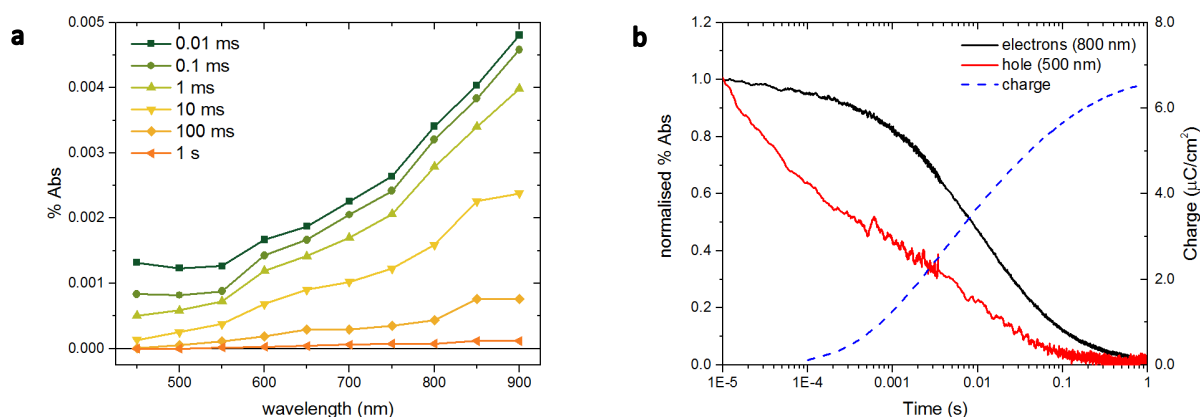 a
0.005
0.004
0.003
0.002
0.001
0.000
% Abs
0.01 ms
0.1 ms
1 ms
10 ms
100 ms
1 s
500
600
700
800
900
wavelength (nm)
b
1.2
1.0
0.8
0.6
0.4
0.2
0.0
normalised % Abs
electrons (800 nm)
hole (500 nm)
charge
8.0
6.0
4.0
2.0
0.0
Charge (µC/cm²)
1E-5
1E-4
0.001
0.01
0.1
1
Time (s)